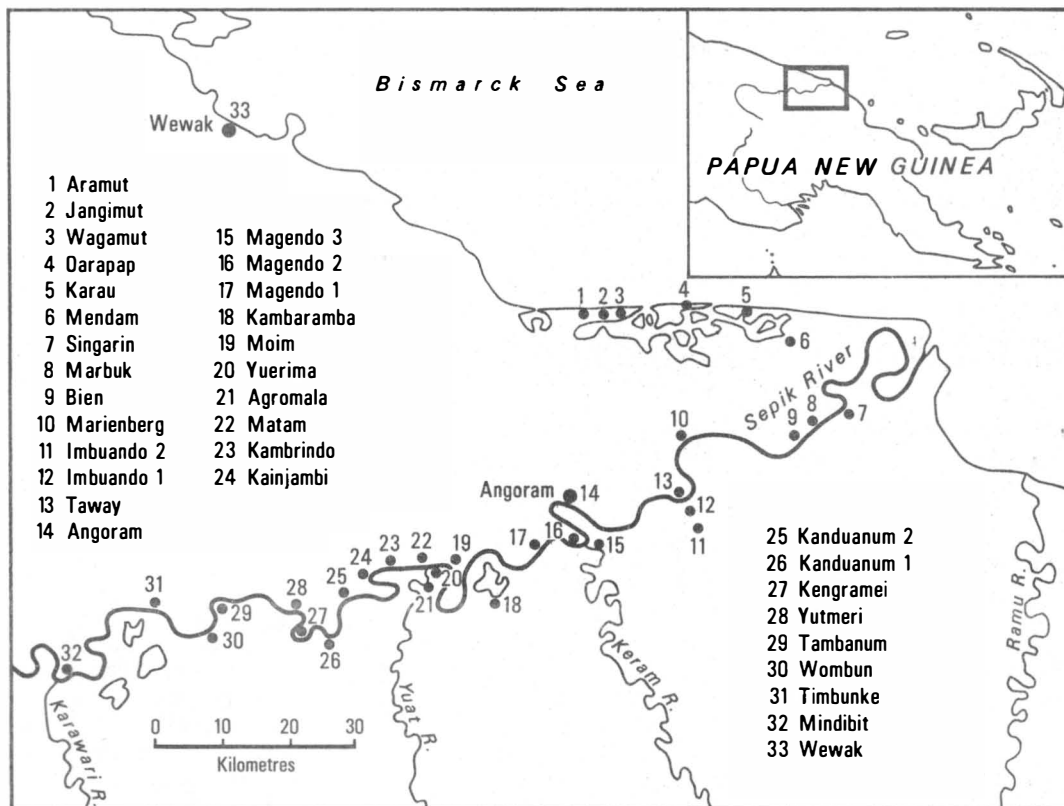 Bismarck Sea
PAPUA NEW GUINEA
33
Wewak
1 Aramut
2 Jangimut
3 Wagamut
4 Oarapap
5 Karau
6 Mendam
7 Singarin
8 Marbuk
9 Bien
10 Marienberg
11 Imbuando 2
12 Imbuando 1
13 Taway
14 Angoram
15 Magendo 3
16 Magendo 2
17 Magendo 1
18 Kambaramba
19 Moim
20 Yuerima
21 Agromala
22 Matam
23 Kambrindo
24 Kainjambi
25 Kanduanum 2
26 Kanduanum 1
27 Kengramei
28 Yutmeri
29 Tambanum
30 Wombun
31 Timbunke
32 Mindibit
33 Wewak
1
2
3
4
5
6
Sepik River
7
8
9
10
Angoram
14
13
12
11
15
16
17
18
19
20
21
22
23
24
25
26
27
28
29
30
31
32
Karawari R.
Yuat R.
Keram R.
Ramu R.
0 10 20 30
Kilometres